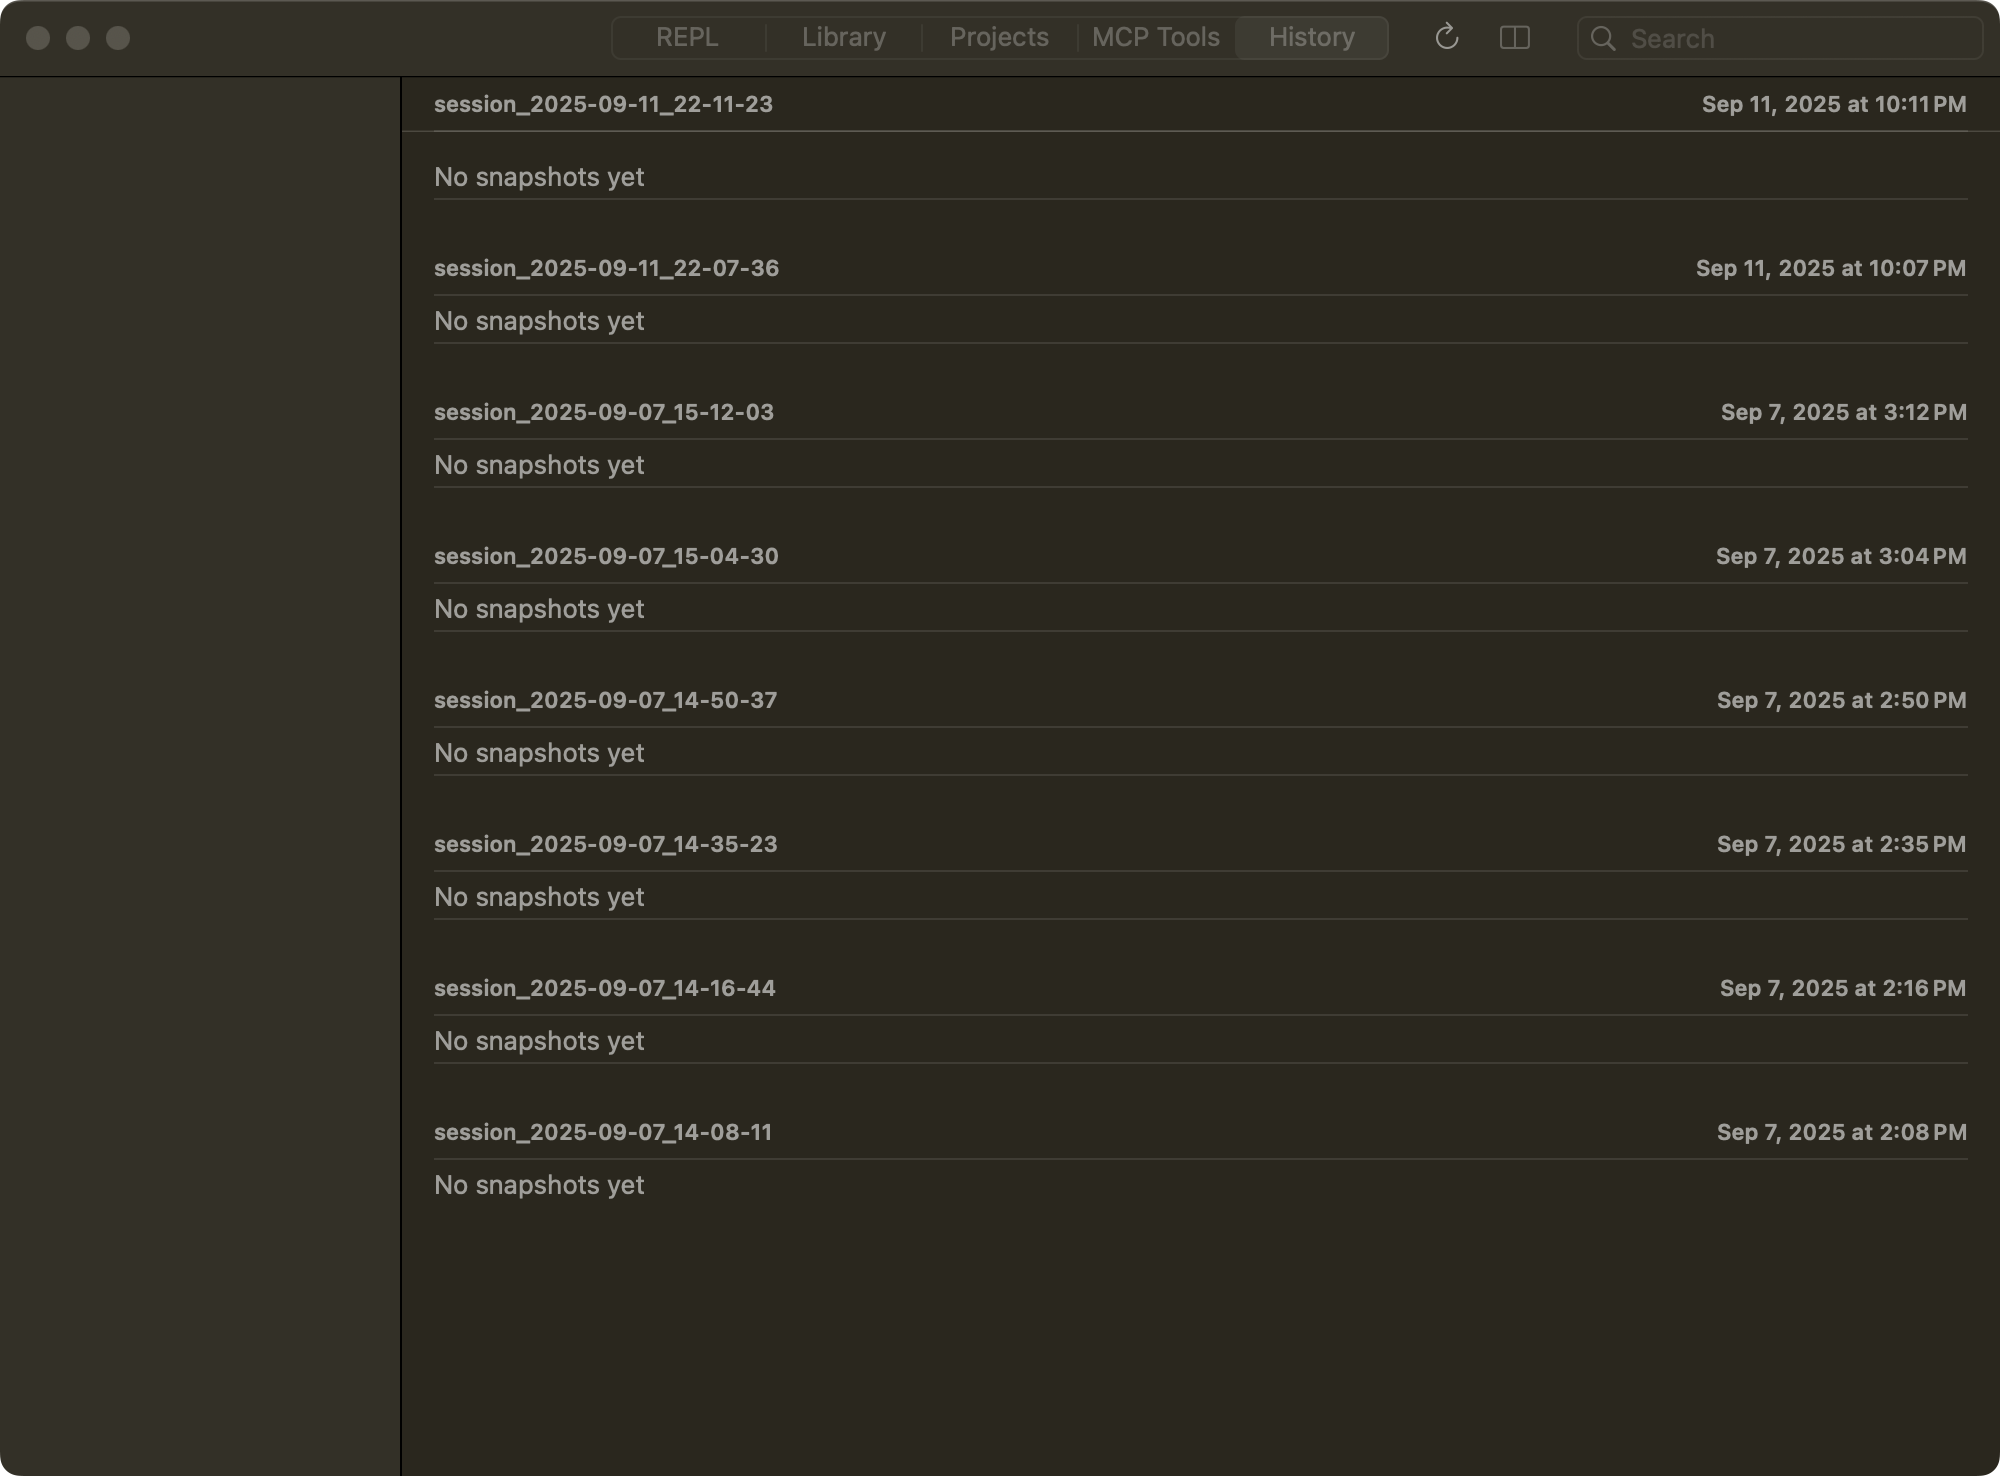 REPL Library Projects MCP Tools History Search
session_2025-09-11_22-11-23 Sep 11, 2025 at 10:11 PM
No snapshots yet
session_2025-09-11_22-07-36 Sep 11, 2025 at 10:07 PM
No snapshots yet
session_2025-09-07_15-12-03 Sep 7, 2025 at 3:12 PM
No snapshots yet
session_2025-09-07_15-04-30 Sep 7, 2025 at 3:04 PM
No snapshots yet
session_2025-09-07_14-50-37 Sep 7, 2025 at 2:50 PM
No snapshots yet
session_2025-09-07_14-35-23 Sep 7, 2025 at 2:35 PM
No snapshots yet
session_2025-09-07_14-16-44 Sep 7, 2025 at 2:16 PM
No snapshots yet
session_2025-09-07_14-08-11 Sep 7, 2025 at 2:08 PM
No snapshots yet